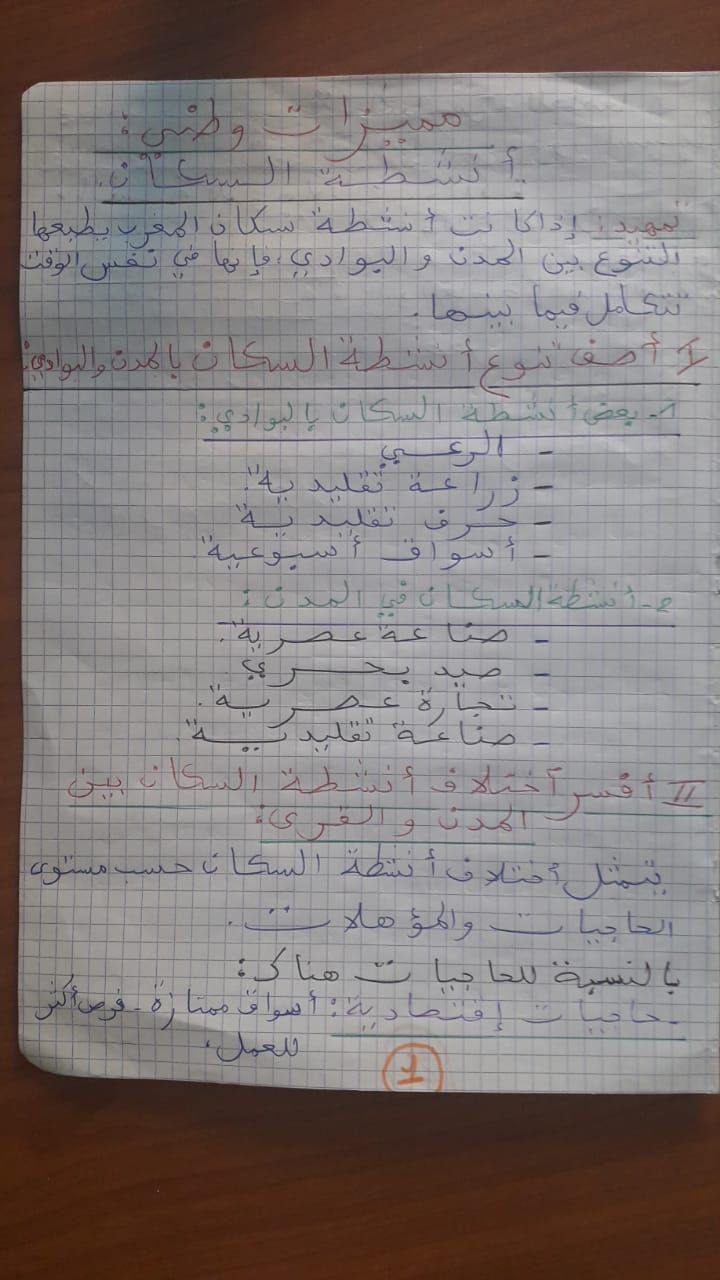 مميزات وطني:
أنشطة السكان.
تمهيد: إذا كانت أنشطة سكان المغرب يطبعها
التنوع بين المدن والبوادي، فإنها في نفس الوقت
تتكامل فيما بينها.
I أصف تنوع أنشطة السكان بالمدن والبوادي:
1- بعض أنشطة السكان بالبوادي:
- الرعي
- زراعة تقليدية.
- حرف تقليدية
- أسواق أسبوعية
2- أنشطة السكان في المدن:
- صناعة عصرية.
- صيد بحري.
- تجارة عصرية.
- صناعة تقليدية.
II أفسر آختلاف أنشطة السكان بين
المدن والقرى:
يتمثل أختلاف أنشطة السكان حسب مستوى
الحاجيات والمؤهلات.
بالنسبة للحاجيات هناك:
- حاجيات إقتصادية: أسواق ممتازة - فرص أكثر
للعمل.
1